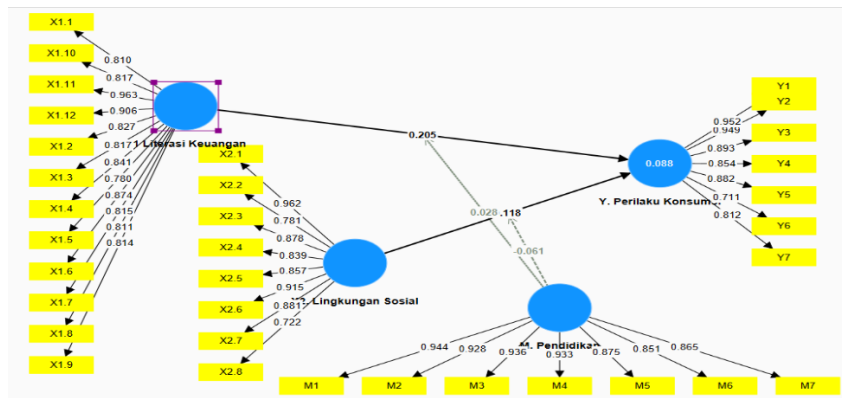 X1.1
X1.10
X1.11
X1.12
X1.2
X1.3
X1.4
X1.5
X1.6
X1.7
X1.8
X1.9
0.810
0.817
0.963
0.906
0.827
0.817
0.841
0.780
0.874
0.815
0.811
0.814
1 Literasi Keuangan
X2.1
X2.2
X2.3
X2.4
X2.5
X2.6
X2.7
X2.8
0.962
0.781
0.878
0.839
0.857
0.915
0.881
0.722
Lingkungan Sosial
0.205
0.028
.118
-0.061
0.088
Y. Perilaku Konsum
0.952
0.949
0.893
0.854
0.882
0.711
0.812
Y1
Y2
Y3
Y4
Y5
Y6
Y7
M. Pendidikan
0.944
0.928
0.936
0.933
0.875
0.851
0.865
M1
M2
M3
M4
M5
M6
M7